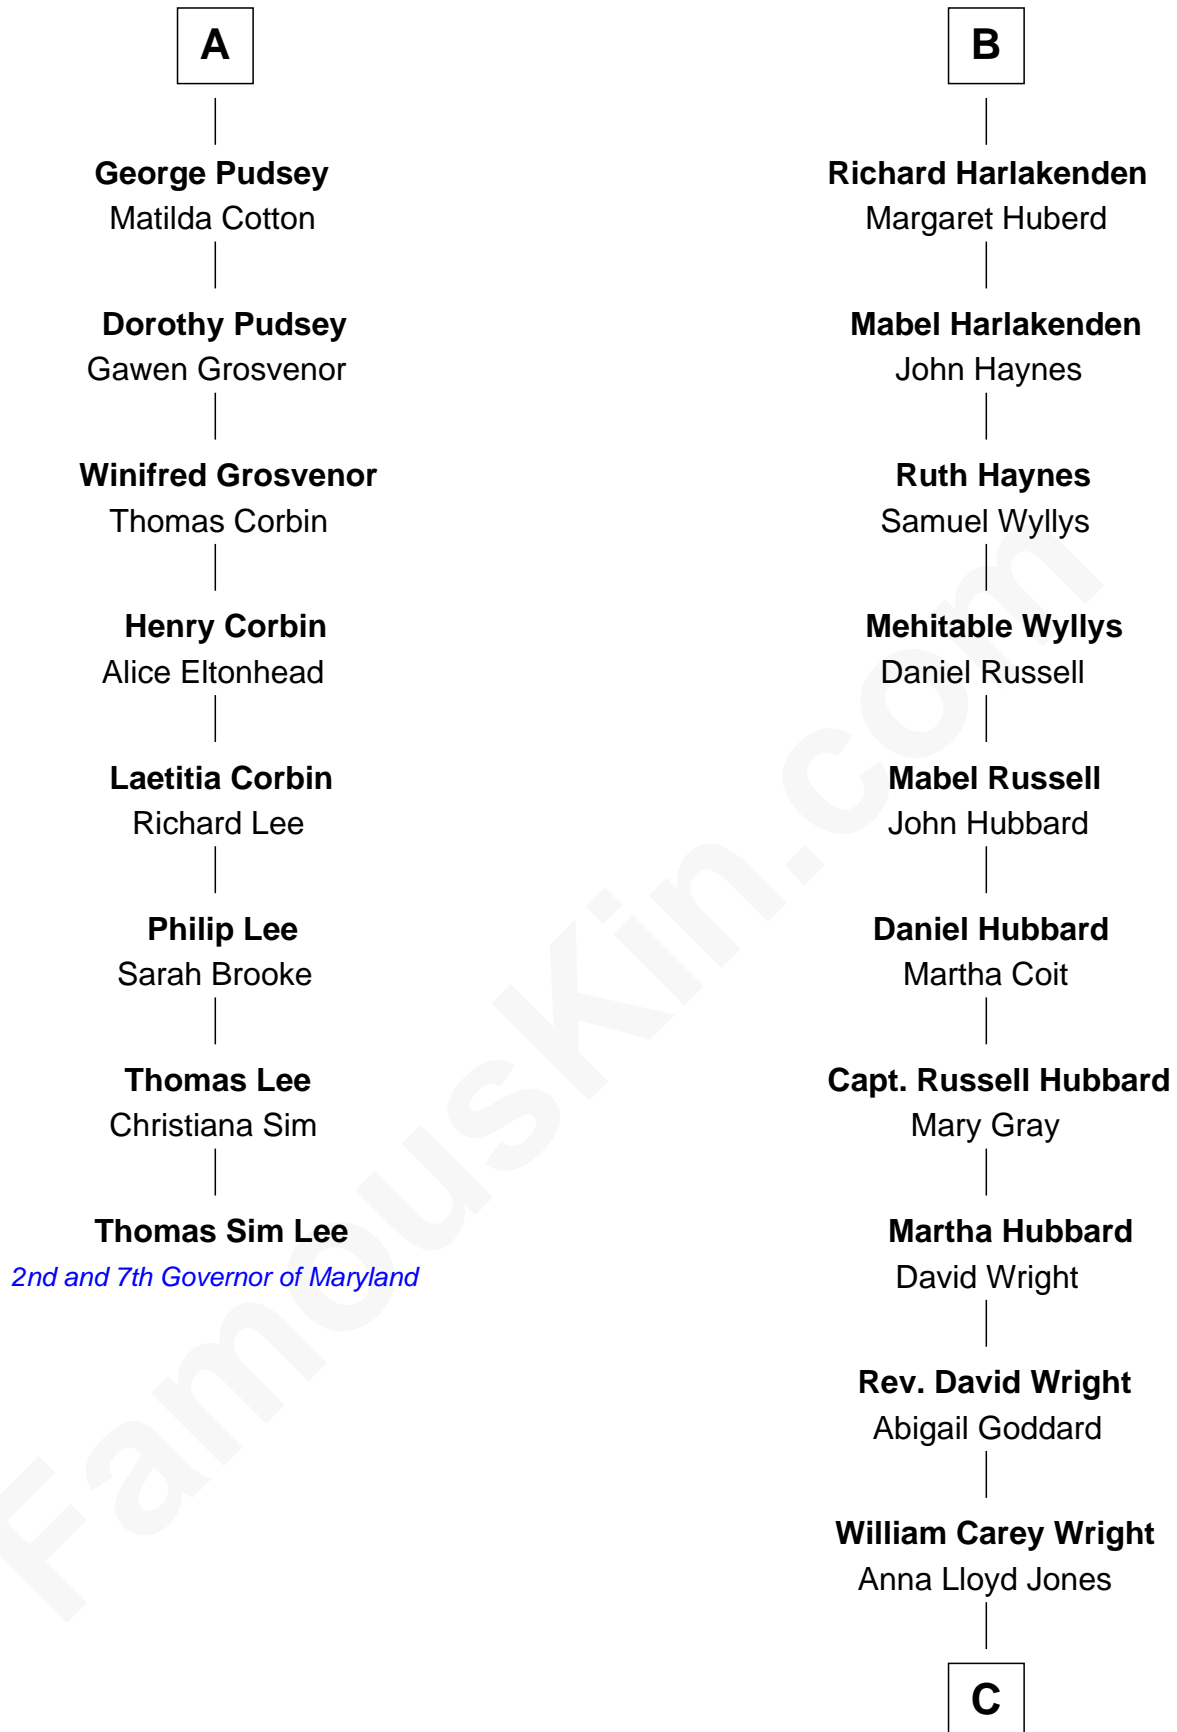 A
George Pudsey
Matilda Cotton
Dorothy Pudsey
Gawen Grosvenor
Winifred Grosvenor
Thomas Corbin
Henry Corbin
Alice Eltonhead
Laetitia Corbin
Richard Lee
Philip Lee
Sarah Brooke
Thomas Lee
Christiana Sim
Thomas Sim Lee
2nd and 7th Governor of Maryland
B
Richard Harlakenden
Margaret Huberd
Mabel Harlakenden
John Haynes
Ruth Haynes
Samuel Wyllys
Mehitable Wyllys
Daniel Russell
Mabel Russell
John Hubbard
Daniel Hubbard
Martha Coit
Capt. Russell Hubbard
Mary Gray
Martha Hubbard
David Wright
Rev. David Wright
Abigail Goddard
William Carey Wright
Anna Lloyd Jones
C
FamousKin.com